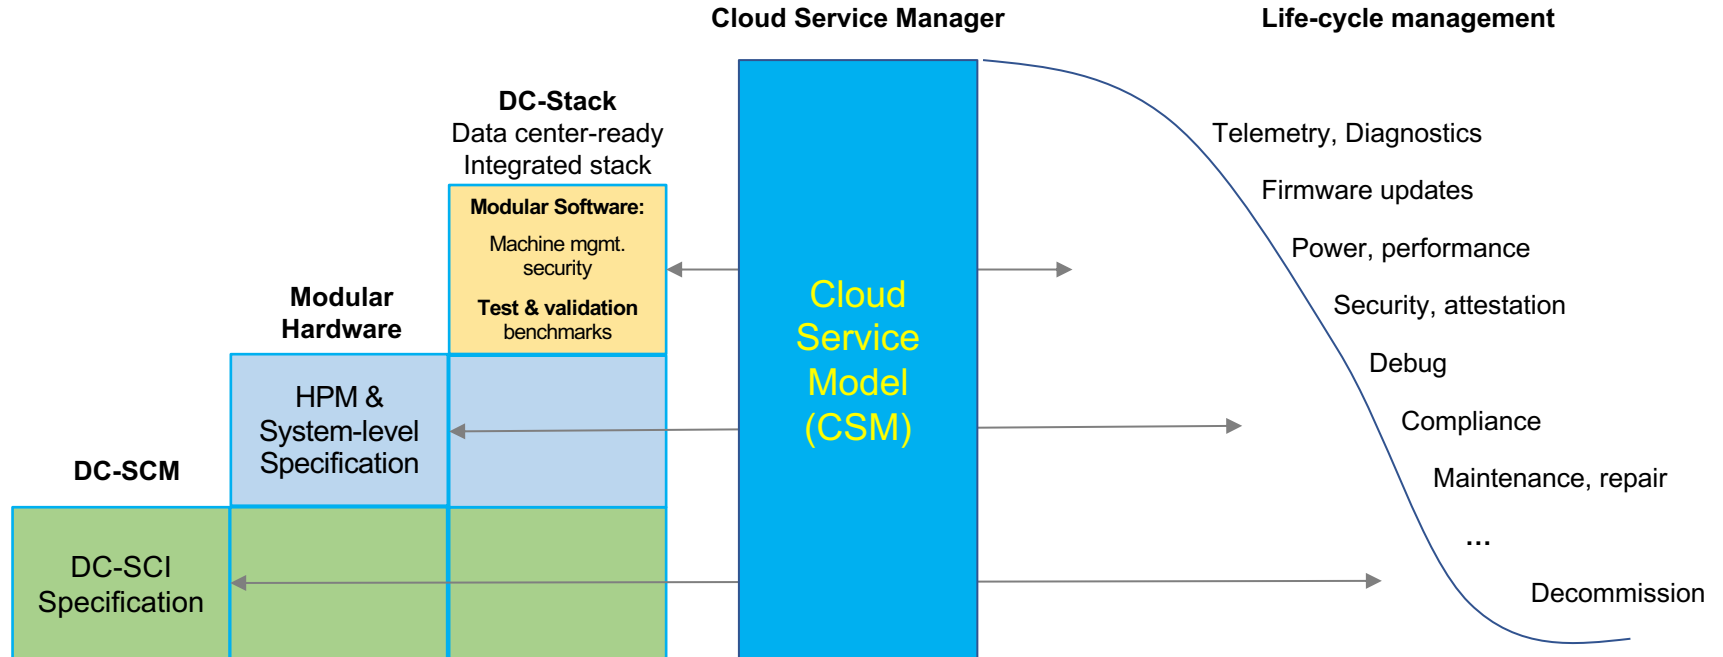 Cloud Service Manager
Life-cycle management
DC-Stack
Data center-ready
Integrated stack
Modular Software:
Machine mgmt.
security
Test & validation
benchmarks
Modular
Hardware
HPM &
System-level
Specification
DC-SCM
DC-SCI
Specification
Cloud
Service
Model
(CSM)
Telemetry, Diagnostics
Firmware updates
Power, performance
Security, attestation
Debug
Compliance
Maintenance, repair
...
Decommission